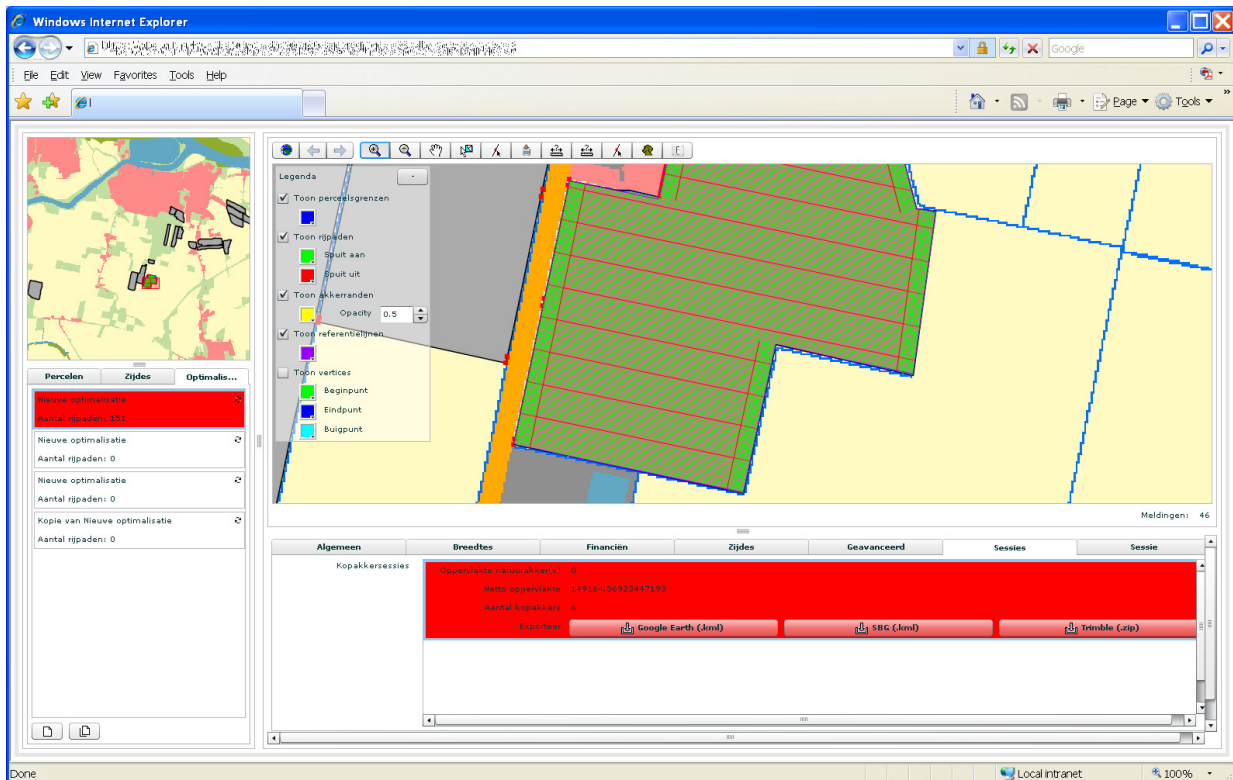 Windows Internet Explorer
Google
File Edit View Favorites Tools Help
Page Tools
Legenda
-
Toon perceelsgrenzen
Toon rijpaden
Spuit aan
Spuit uit
Toon akkerranden
Opacity 0.5
Toon referentielijnen
Toon vertices
Beginpunt
Eindpunt
Buigpunt
Percelen Zijdes Optimalis...
Nieuwe optimalisatie
Aantal rijpaden: 151
Nieuwe optimalisatie
Aantal rijpaden: 0
Nieuwe optimalisatie
Aantal rijpaden: 0
Kopie van Nieuwe optimalisatie
Aantal rijpaden: 0
Meldingen: 46
Algemeen Breedtes Financiën Zijdes Geavanceerd Sessies Sessie
Kopakkersessies
Oppervlakte natuurakker(s) 0
Netto oppervlakte 149164.36923447193
Aantal kopakkers 6
Exporteer Google Earth (.kml) SBG (.kml) Trimble (.zip)
Done
Local intranet
100%